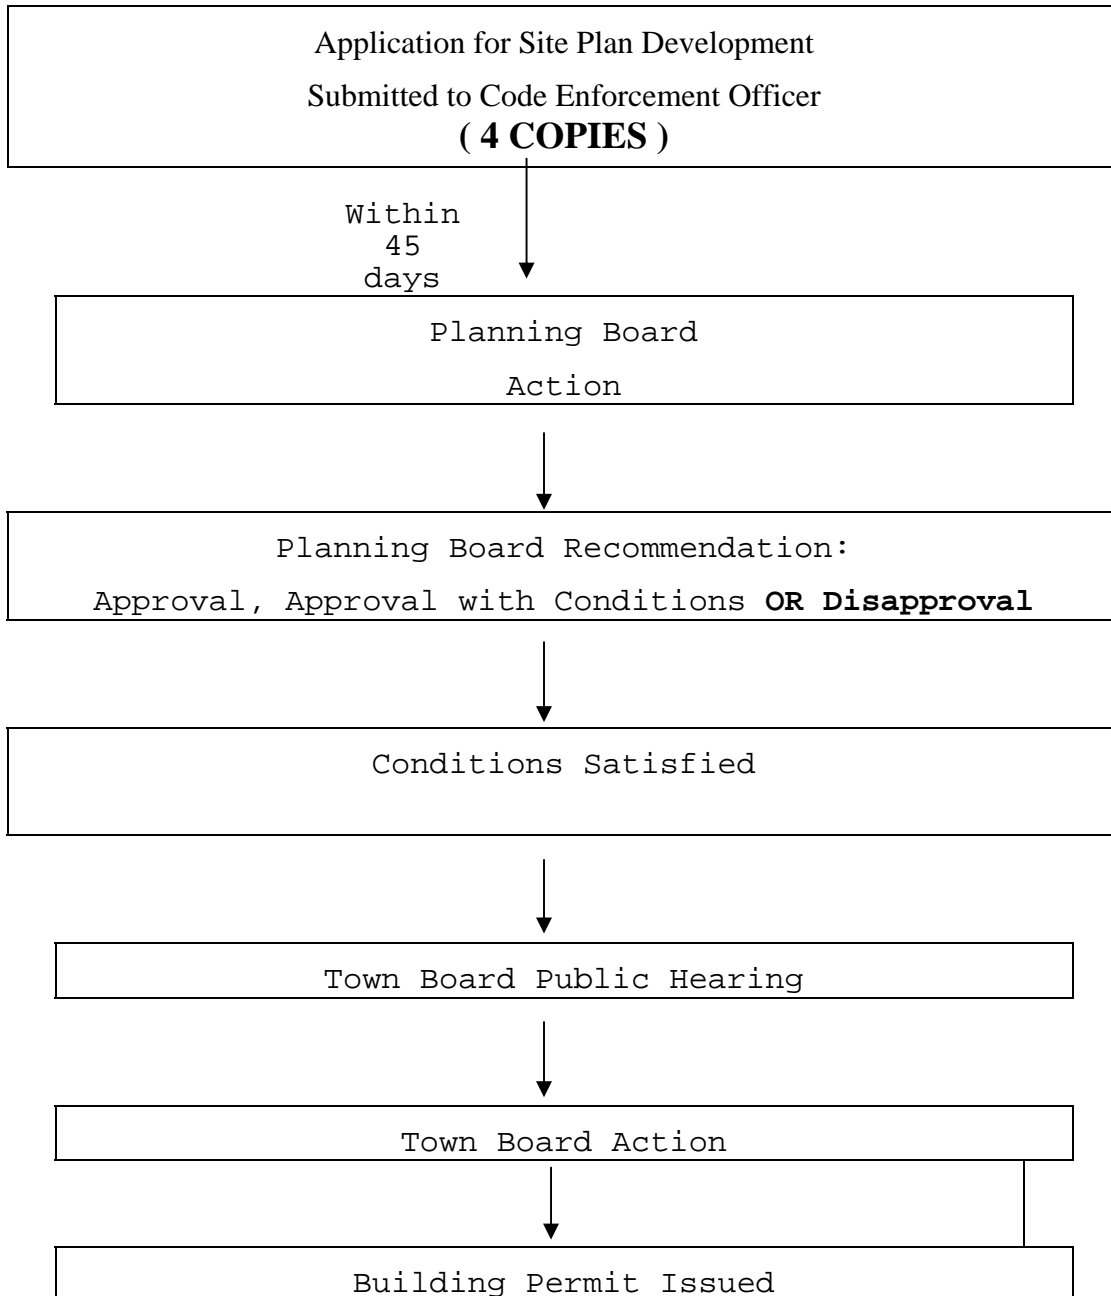 Application for Site Plan Development
Submitted to Code Enforcement Officer
( 4 COPIES )
Within
45
days
Planning Board
Action
Planning Board Recommendation:
Approval, Approval with Conditions OR Disapproval
Conditions Satisfied
Town Board Public Hearing
Town Board Action
Building Permit Issued